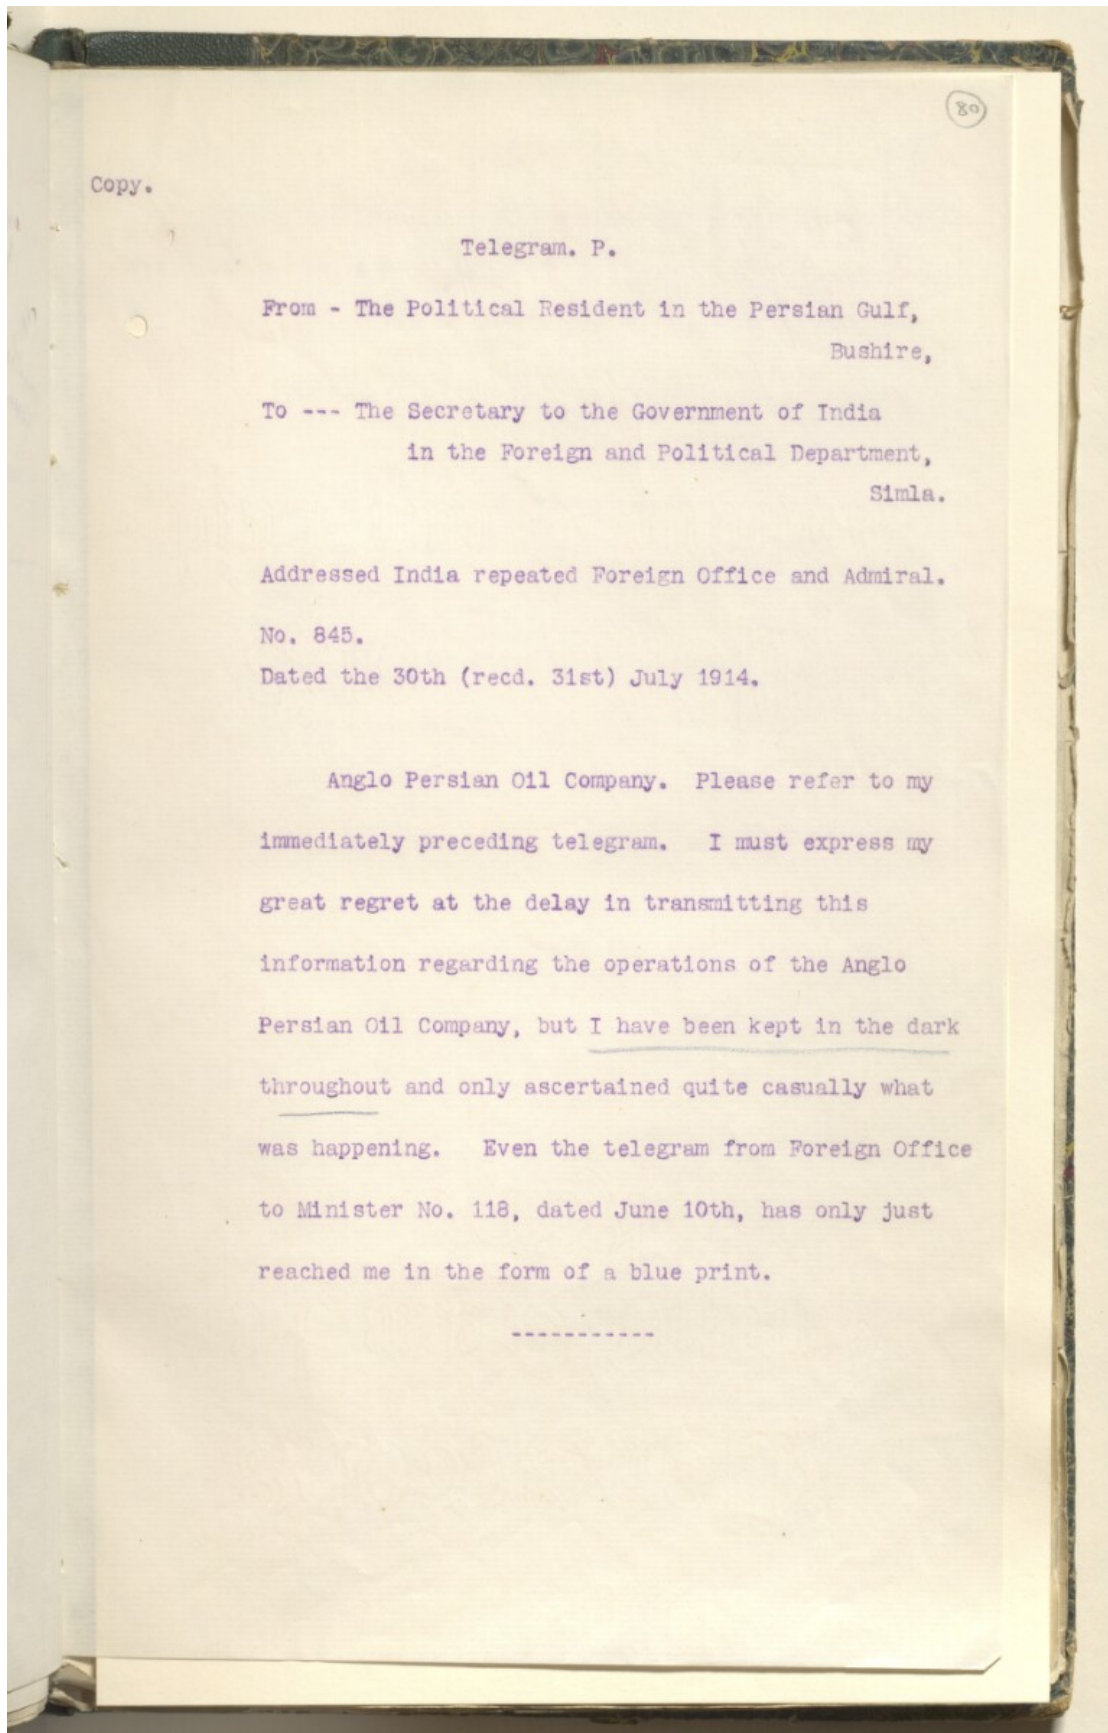 80
Copy.
Telegram. P.
From - The Political Resident in the Persian Gulf,
Bushire,
To --- The Secretary to the Government of India
in the Foreign and Political Department,
Simla.
Addressed India repeated Foreign Office and Admiral.
No. 845.
Dated the 30th (recd. 31st) July 1914.
Anglo Persian Oil Company. Please refer to my
immediately preceding telegram. I must express my
great regret at the delay in transmitting this
information regarding the operations of the Anglo
Persian Oil Company, but I have been kept in the dark
throughout and only ascertained quite casually what
was happening. Even the telegram from Foreign Office
to Minister No. 118, dated June 10th, has only just
reached me in the form of a blue print.
-----------